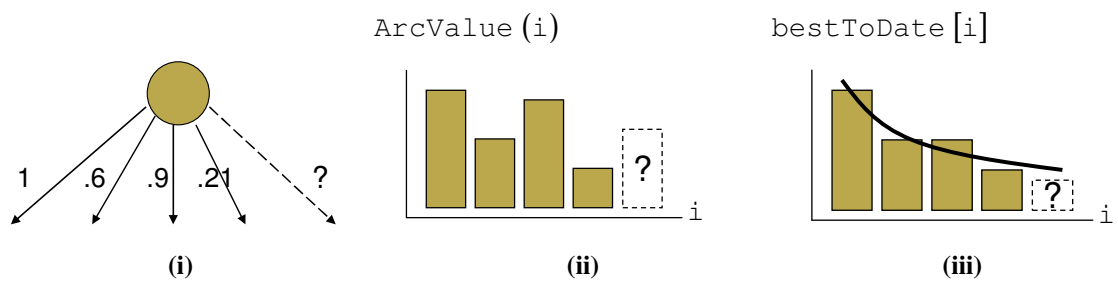 ArcValue (i)
bestToDate [i]
1 .6 .9 .21 ?
?
?
i
i
(i)
(ii)
(iii)